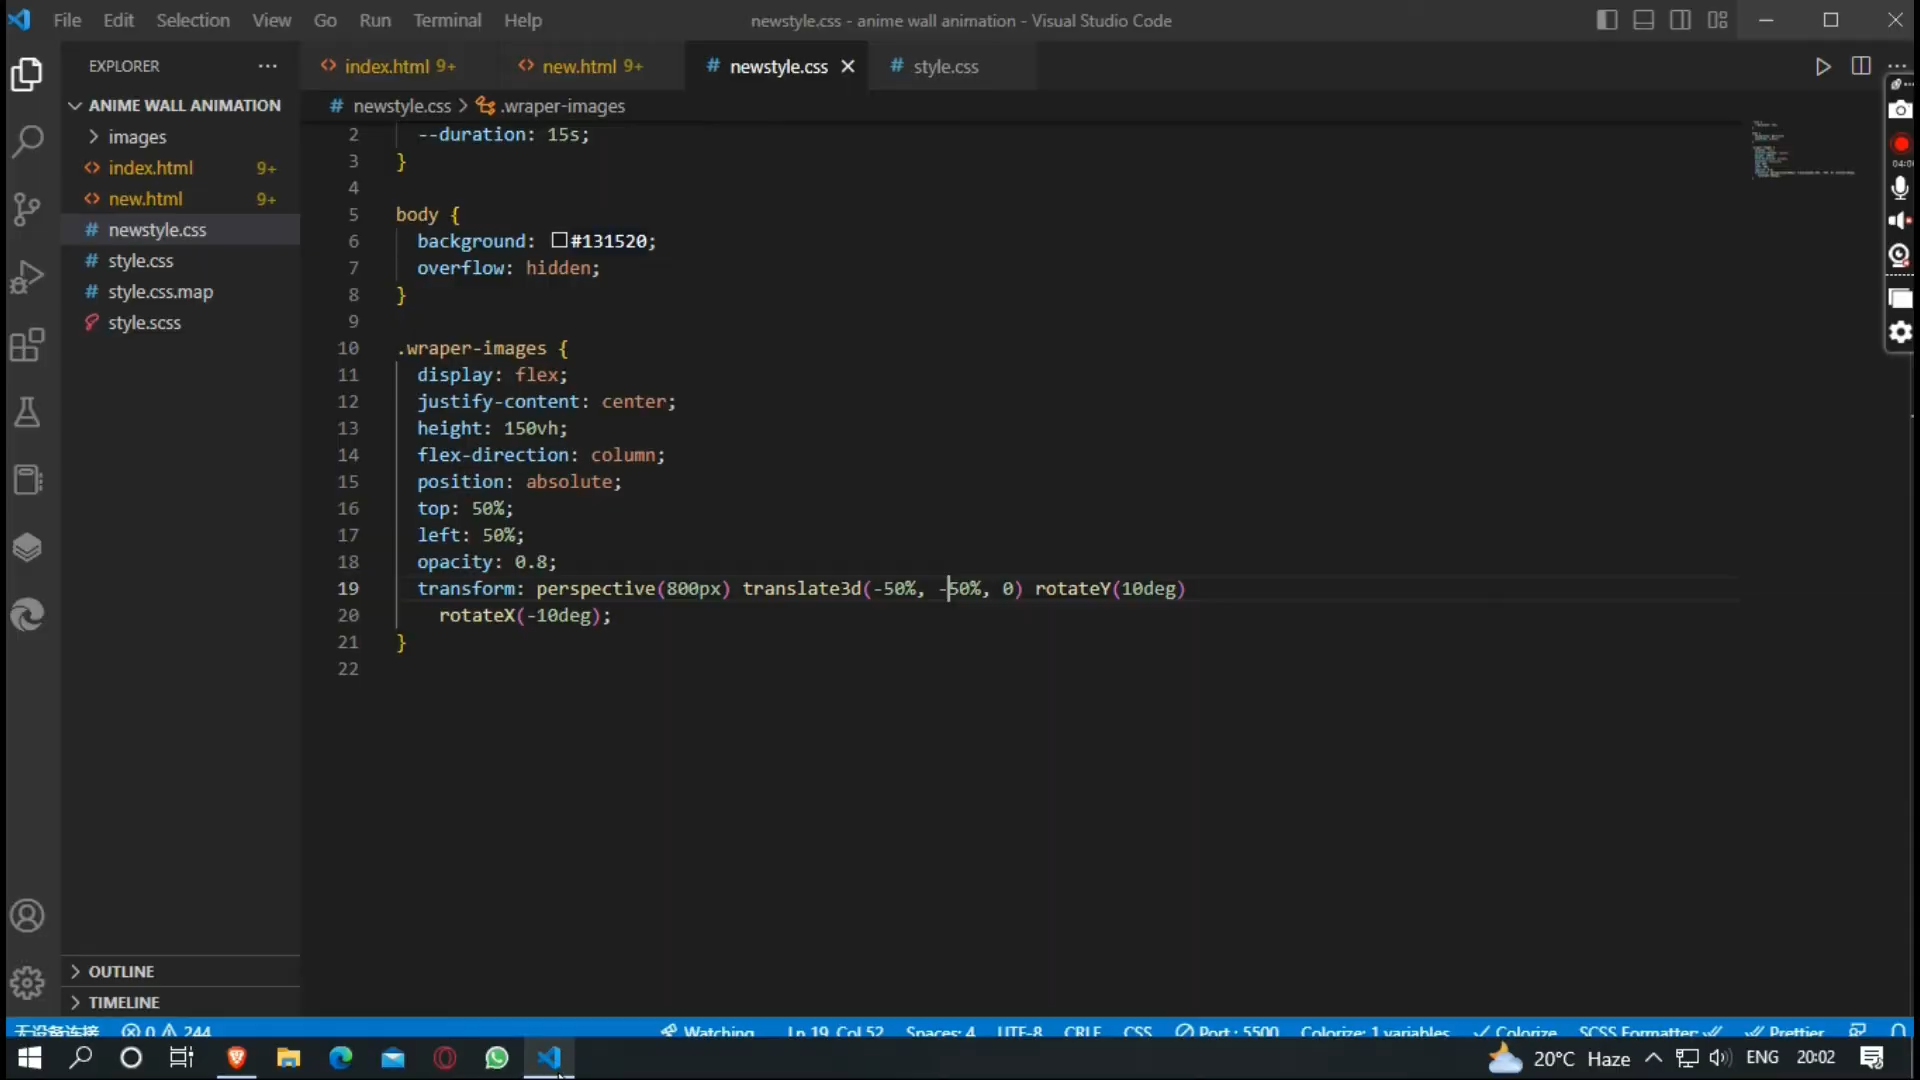 File Edit Selection View Go Run Terminal Help
newstyle.css - anime wall animation - Visual Studio Code
EXPLORER
index.html 9+
new.html 9+
# newstyle.css
# style.css
ANIME WALL ANIMATION
images
<> index.html 9+
<> new.html 9+
# newstyle.css
# style.css
# style.css.map
style.scss
OUTLINE
TIMELINE
# newstyle.css > .wraper-images
2 --duration: 15s;
3 }
4
5 body {
6 background: #131520;
7 overflow: hidden;
8 }
9
10 .wraper-images {
11 display: flex;
12 justify-content: center;
13 height: 150vh;
14 flex-direction: column;
15 position: absolute;
16 top: 50%;
17 left: 50%;
18 opacity: 0.8;
19 transform: perspective(800px) translate3d(-50%, -50%, 0) rotateY(10deg)
20 rotateX(-10deg);
21 }
22
无设备连接 0 244 Watching Ln 19, Col 52 Spaces: 4 UTF-8 CRLF CSS Port : 5500 Colorize: 1 variables Colorize SCSS Formatter: Prettier
20°C Haze ENG 20:02